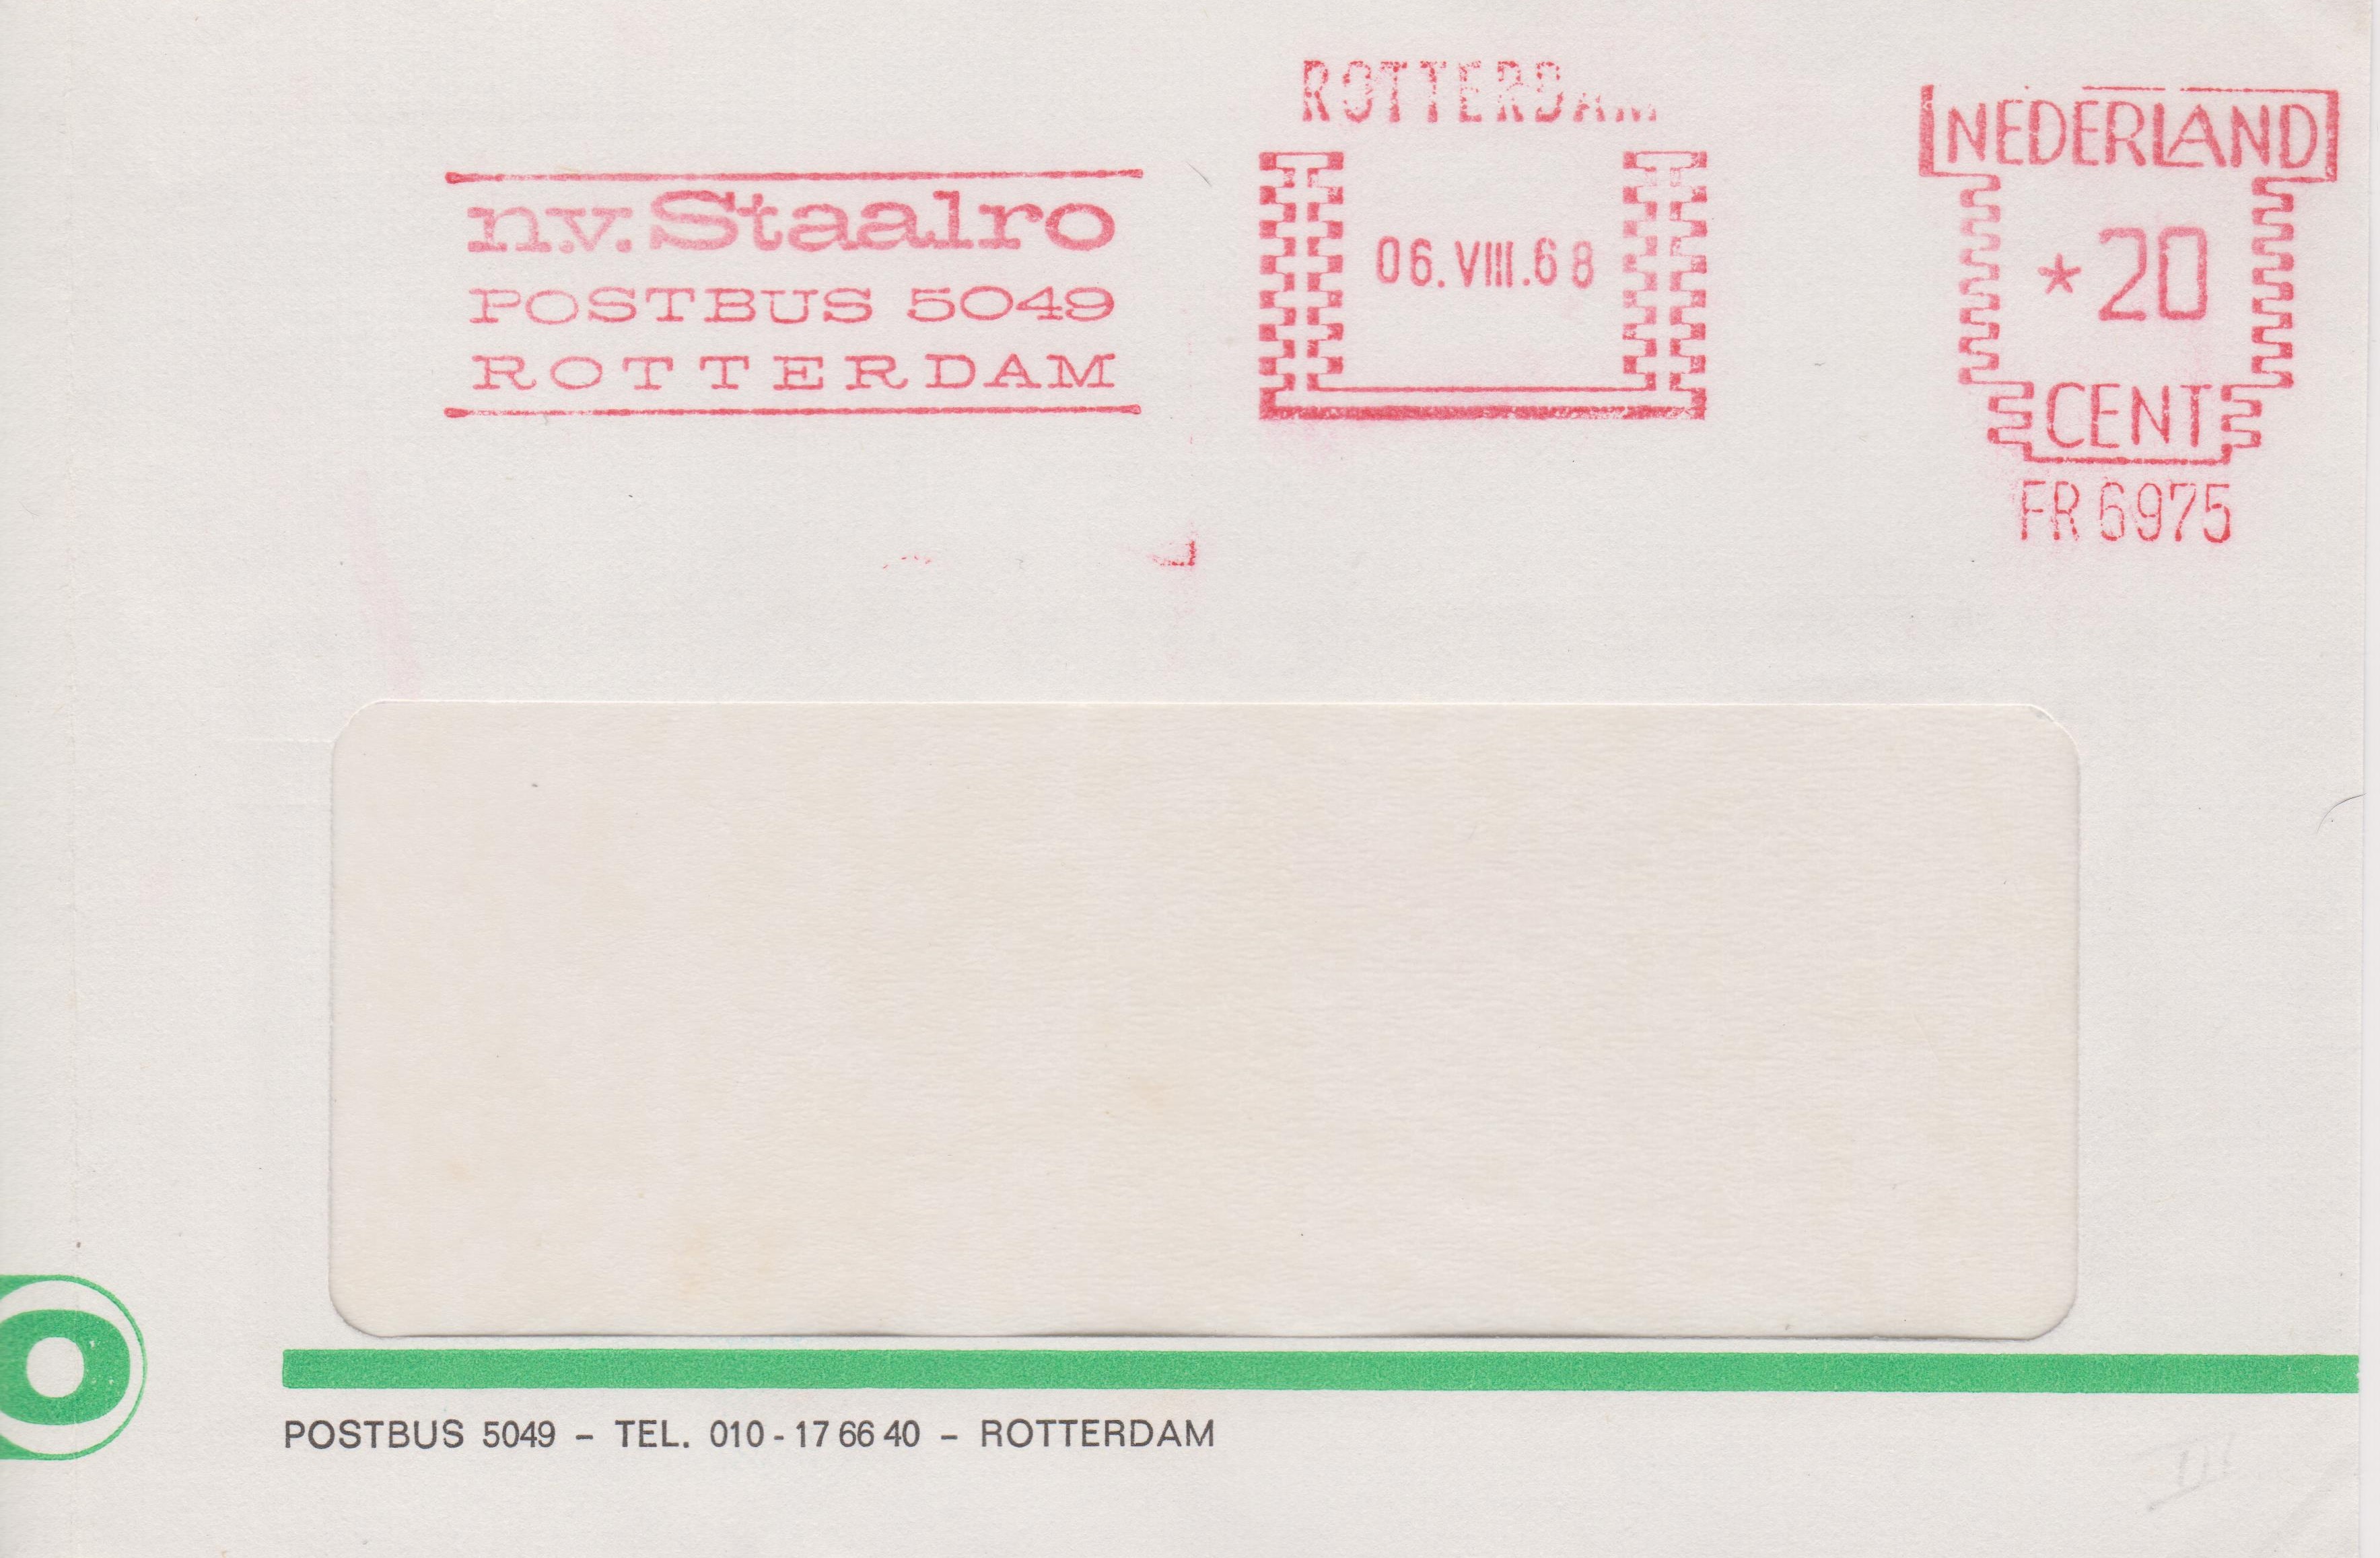 ROTTERDAM
n.v. Staalro
POSTBUS 5049
ROTTERDAM
06.VIII.68
NEDERLAND
* 20
CENT
FR 6975
POSTBUS 5049 – TEL. 010 - 17 66 40 – ROTTERDAM